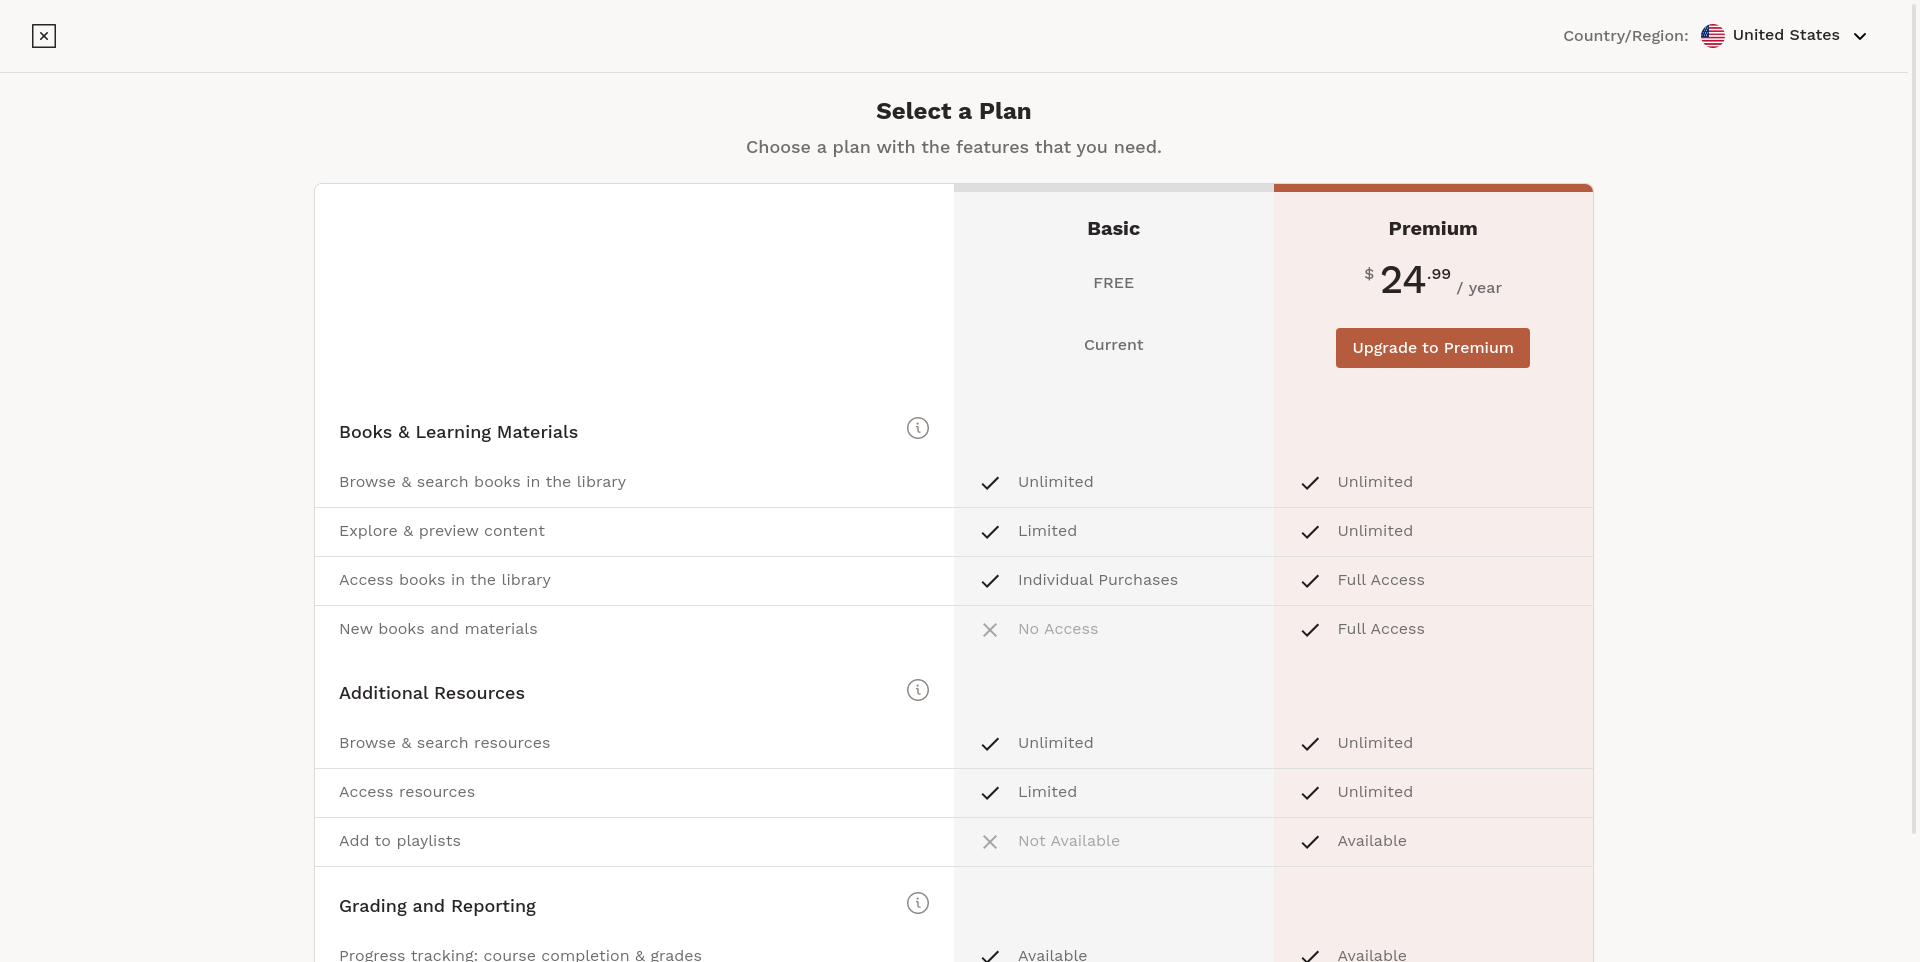 Country/Region: United States
Select a Plan
Choose a plan with the features that you need.
Basic Premium
FREE $ 24.99 / year
Current Upgrade to Premium
Books & Learning Materials
Browse & search books in the library Unlimited Unlimited
Explore & preview content Limited Unlimited
Access books in the library Individual Purchases Full Access
New books and materials No Access Full Access
Additional Resources
Browse & search resources Unlimited Unlimited
Access resources Limited Unlimited
Add to playlists Not Available Available
Grading and Reporting
Progress tracking: course completion & grades Available Available